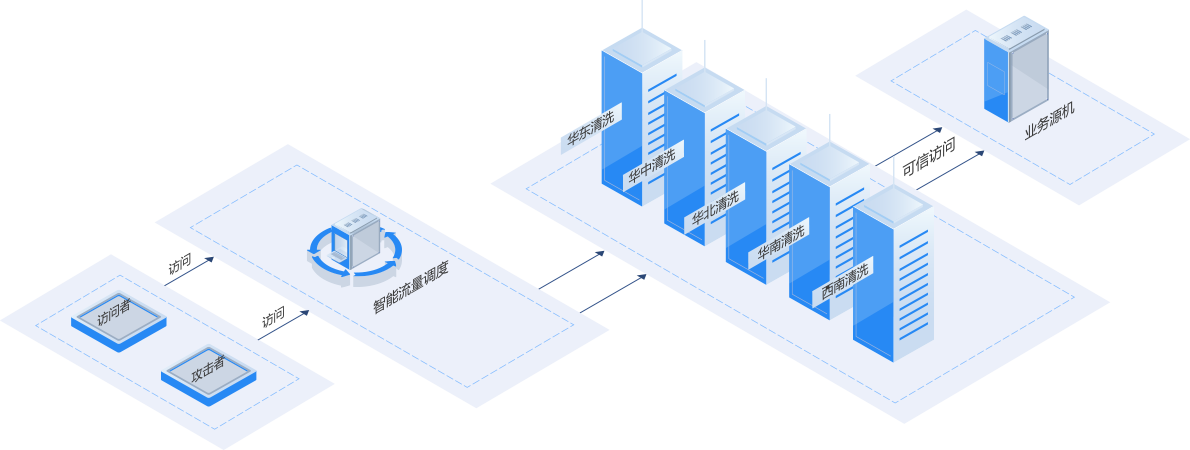 访问者
攻击者
访问
访问
智能流量调度
华东清洗
华中清洗
华北清洗
华南清洗
西南清洗
可信访问
业务源机